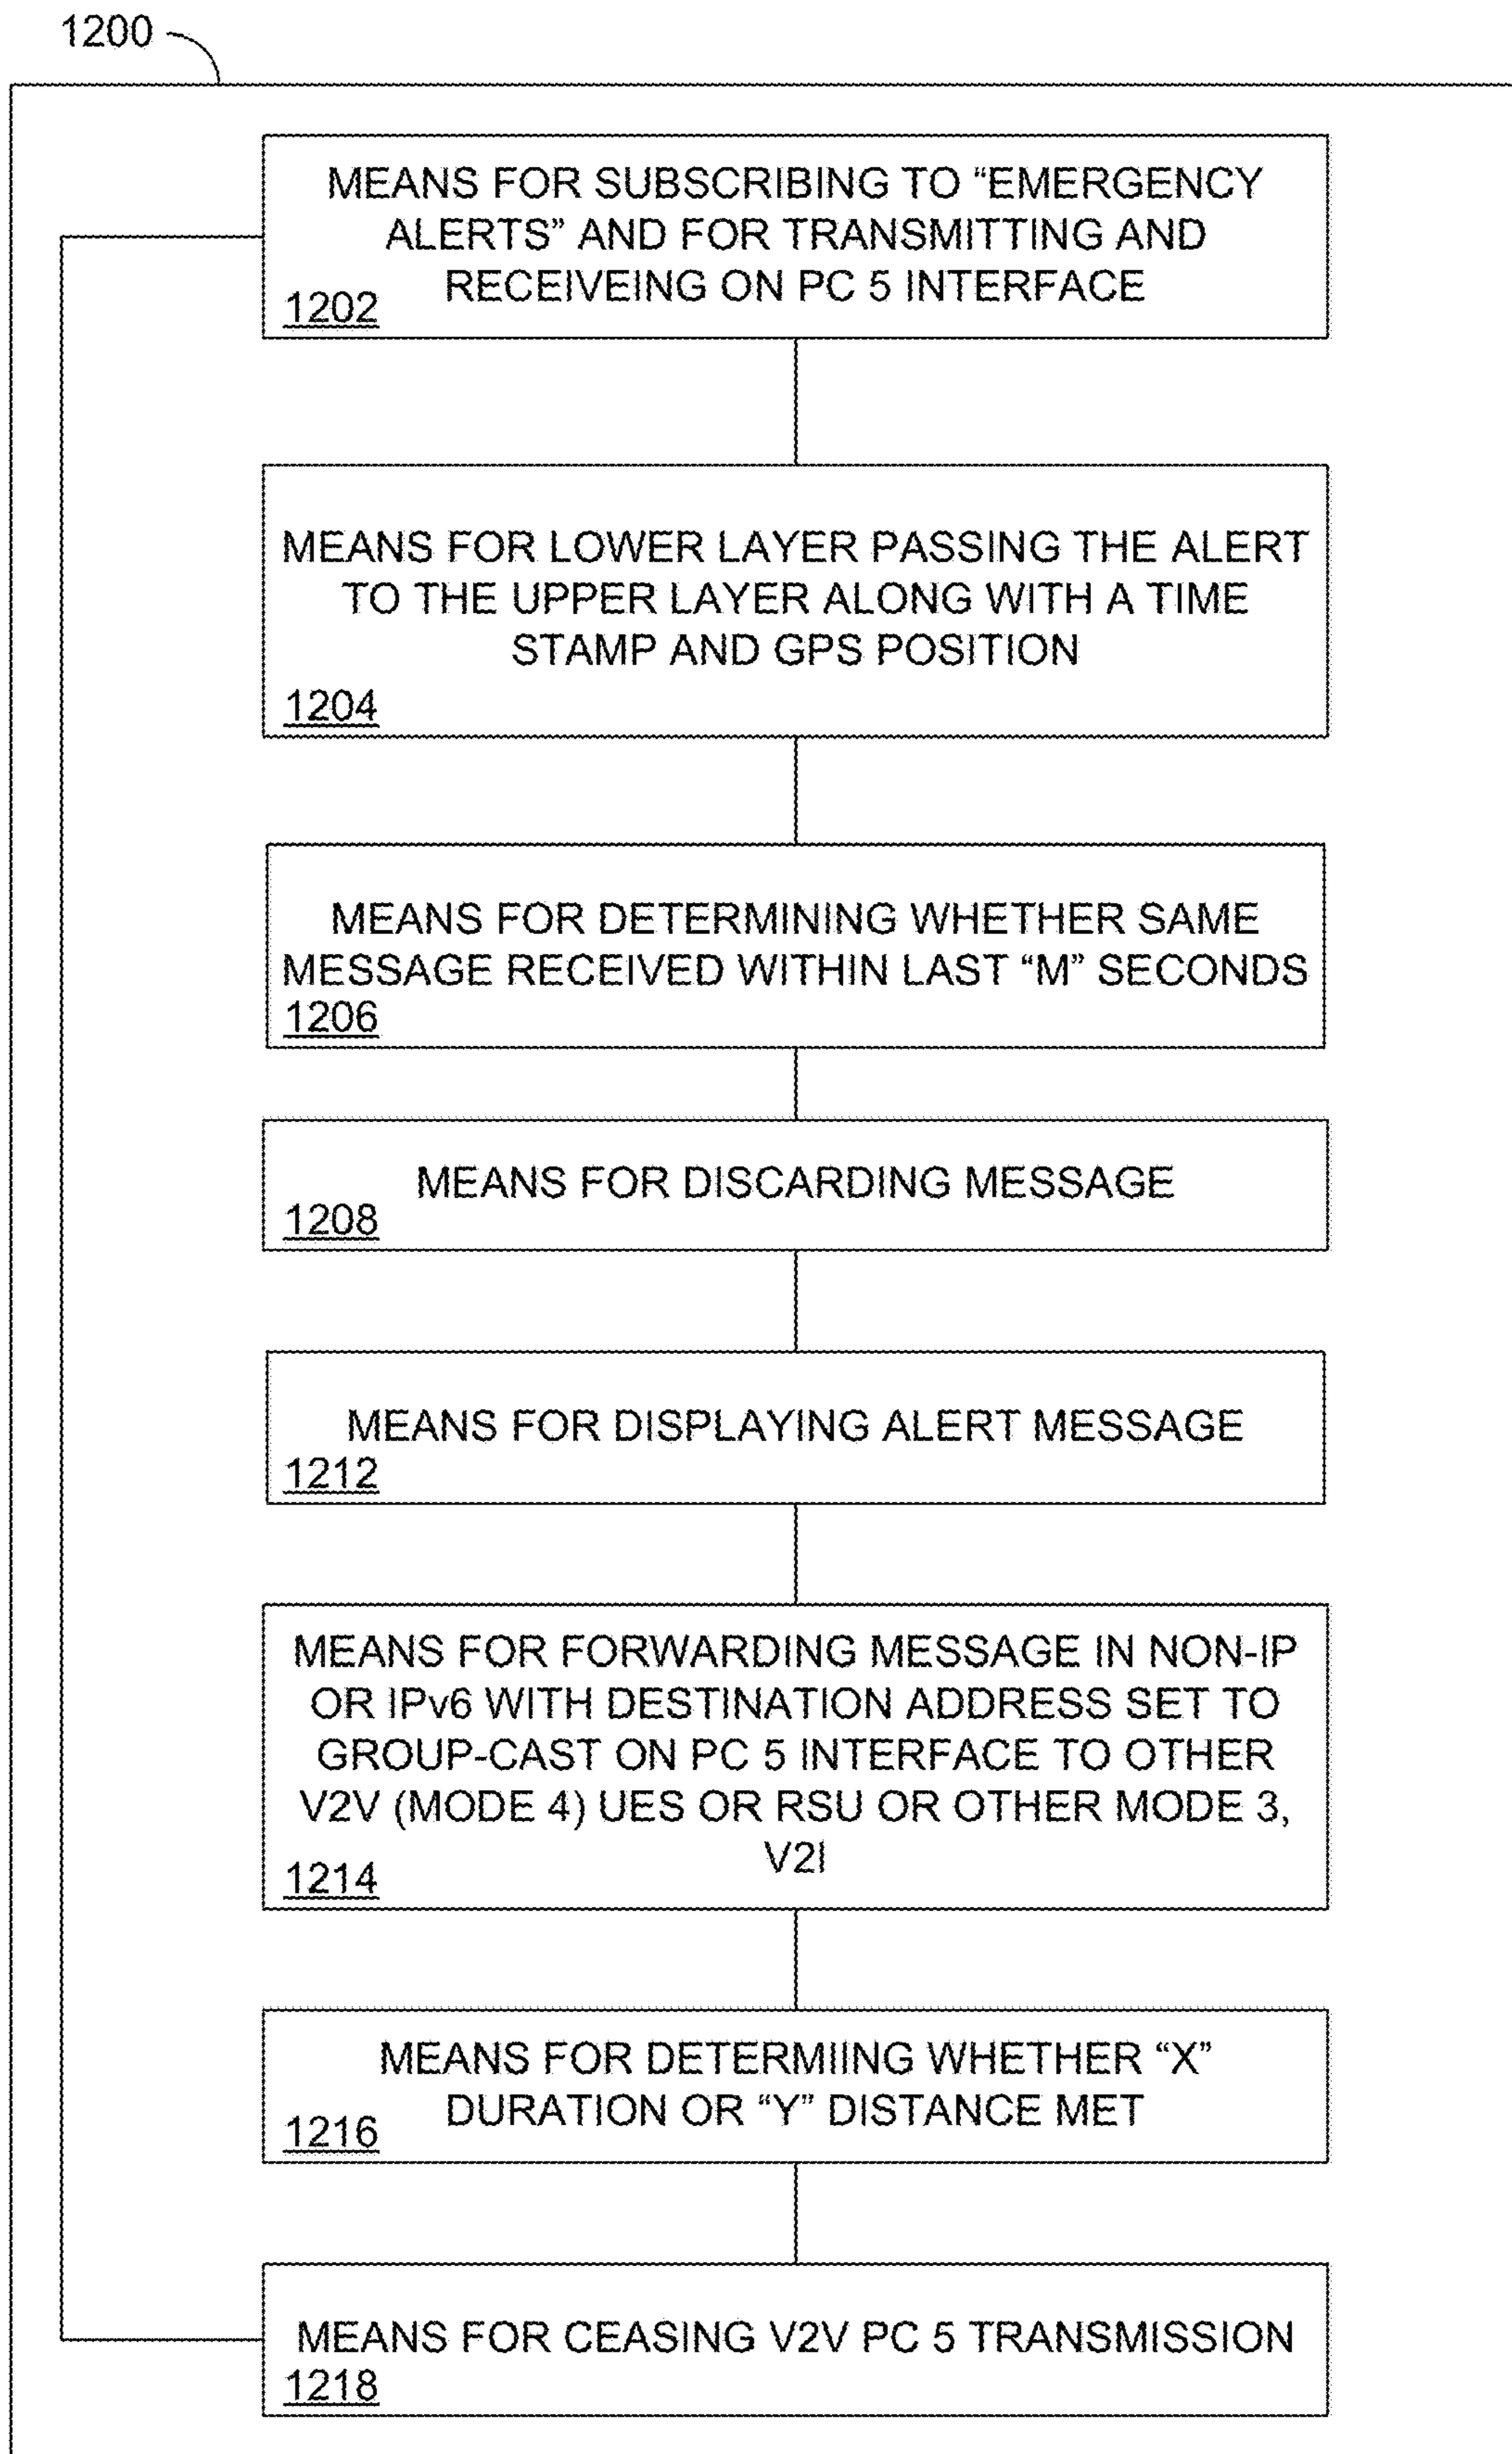 1200
MEANS FOR SUBSCRIBING TO “EMERGENCY
ALERTS” AND FOR TRANSMITTING AND
RECEIVEING ON PC 5 INTERFACE
1202
MEANS FOR LOWER LAYER PASSING THE ALERT
TO THE UPPER LAYER ALONG WITH A TIME
STAMP AND GPS POSITION
1204
MEANS FOR DETERMINING WHETHER SAME
MESSAGE RECEIVED WITHIN LAST “M” SECONDS
1206
MEANS FOR DISCARDING MESSAGE
1208
MEANS FOR DISPLAYING ALERT MESSAGE
1212
MEANS FOR FORWARDING MESSAGE IN NON-IP
OR IPv6 WITH DESTINATION ADDRESS SET TO
GROUP-CAST ON PC 5 INTERFACE TO OTHER
V2V (MODE 4) UES OR RSU OR OTHER MODE 3,
V2I
1214
MEANS FOR DETERMIING WHETHER “X”
DURATION OR “Y” DISTANCE MET
1216
MEANS FOR CEASING V2V PC 5 TRANSMISSION
1218